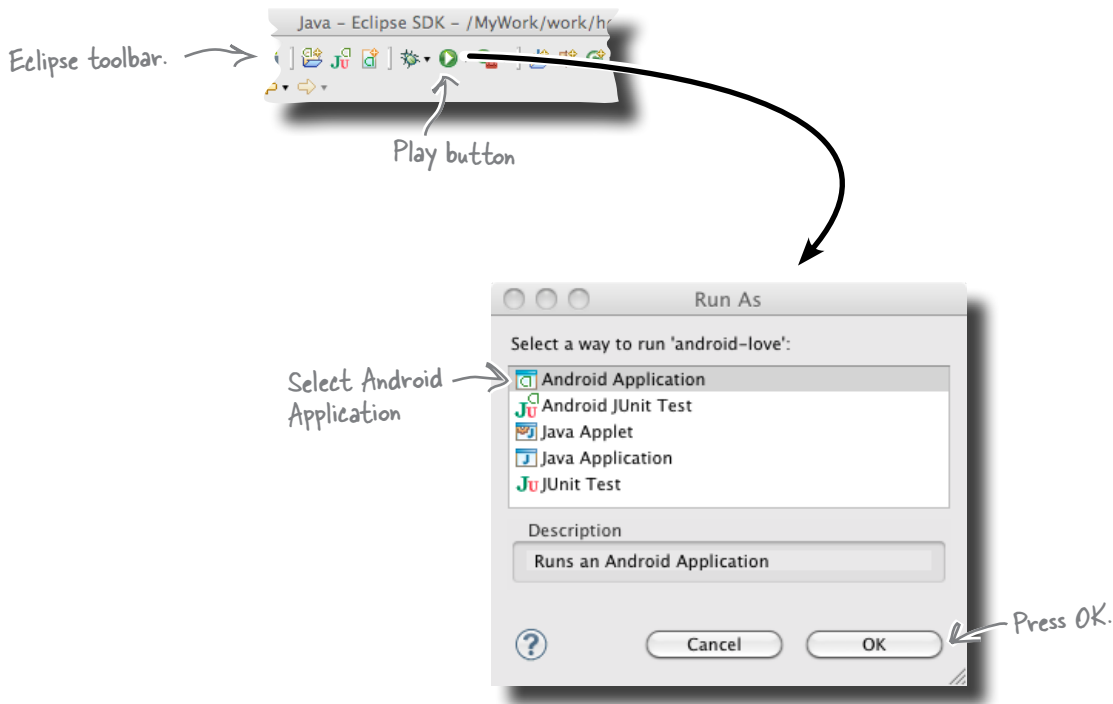 Java – Eclipse SDK – /MyWork/work/
Eclipse toolbar.
Play button
Run As
Select a way to run 'android-love':
Android Application
Select Android
Application
Android JUnit Test
Java Applet
Java Application
JUnit Test
Description
Runs an Android Application
Press OK.
Cancel
OK